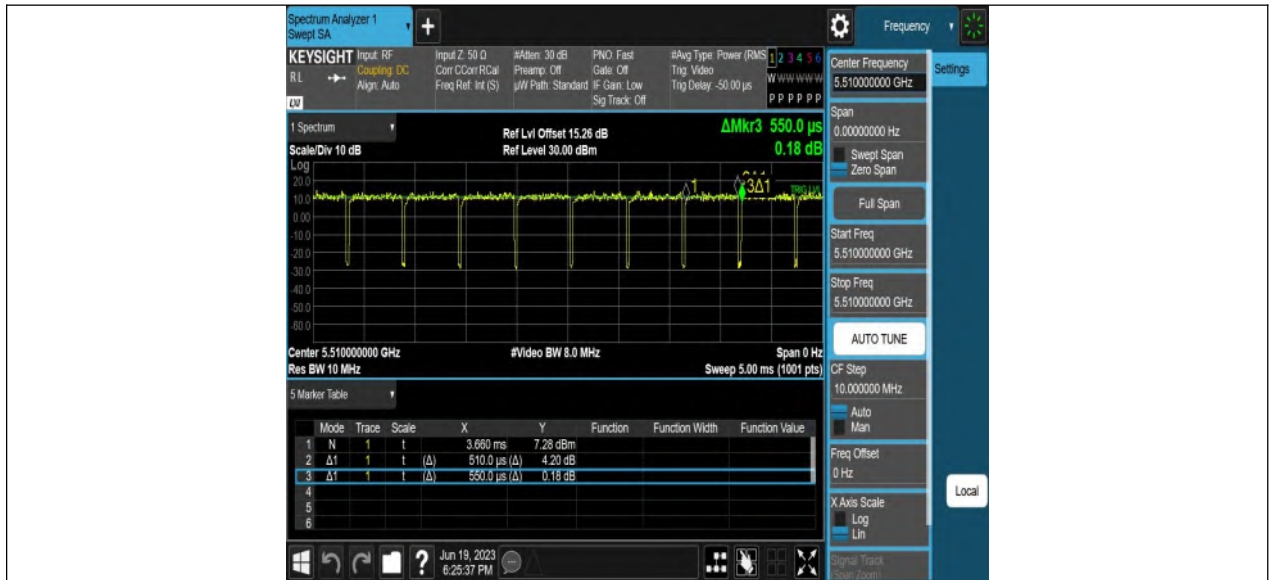 Spectrum Analyzer 1
Swept SA
+
Frequency
KEYSIGHT
RL
LXI
Input: RF
Coupling: DC
Align: Auto
Input Z: 50 Ω
Corr CCorr RCal
Freq Ref: Int (S)
#Atten: 30 dB
Preamp: Off
µW Path: Standard
PNO: Fast
Gate: Off
IF Gain: Low
Sig Track: Off
#Avg Type: Power (RMS
Trig: Video
Trig Delay: -50.00 µs
1 2 3 4 5 6
W W W W W W
P P P P P P
1 Spectrum
Scale/Div 10 dB
Ref Lvl Offset 15.26 dB
Ref Level 30.00 dBm
ΔMkr3 550.0 µs
0.18 dB
Log
20.0
10.0
0.00
-10.0
-20.0
-30.0
-40.0
-50.0
-60.0
1
3Δ1
TRIG LVL
Center 5.510000000 GHz
#Video BW 8.0 MHz
Span 0 Hz
Res BW 10 MHz
Sweep 5.00 ms (1001 pts)
5 Marker Table
Mode Trace Scale X Y Function Function Width Function Value
1 N 1 t 3.660 ms 7.28 dBm
2 Δ1 1 t (Δ) 510.0 µs (Δ) 4.20 dB
3 Δ1 1 t (Δ) 550.0 µs (Δ) 0.18 dB
4
5
6
?
Jun 19, 2023
6:25:37 PM
Center Frequency
5.510000000 GHz
Settings
Span
0.00000000 Hz
Swept Span
Zero Span
Full Span
Start Freq
5.510000000 GHz
Stop Freq
5.510000000 GHz
AUTO TUNE
CF Step
10.000000 MHz
Auto
Man
Freq Offset
0 Hz
X Axis Scale
Log
Lin
Local
Signal Track
(Span Zoom)